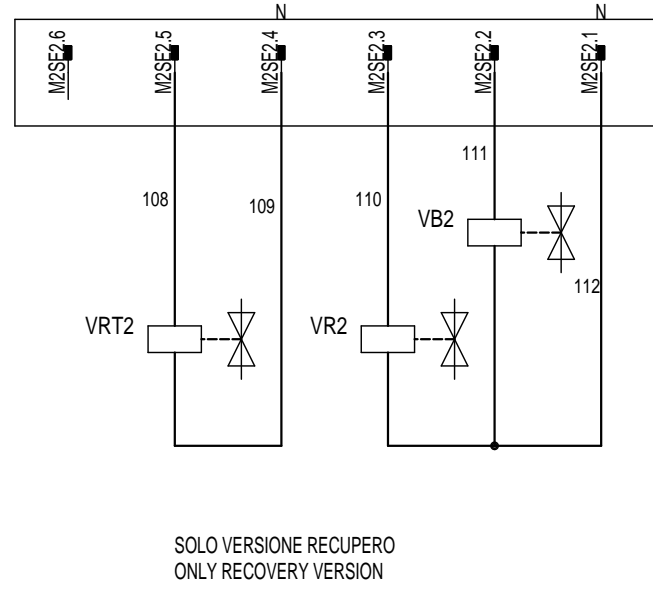 N
N
M2SE2.6
M2SE2.5
M2SE2.4
M2SE2.3
M2SE2.2
M2SE2.1
111
108
109
110
VB2
112
VRT2
VR2
SOLO VERSIONE RECUPERO
ONLY RECOVERY VERSION